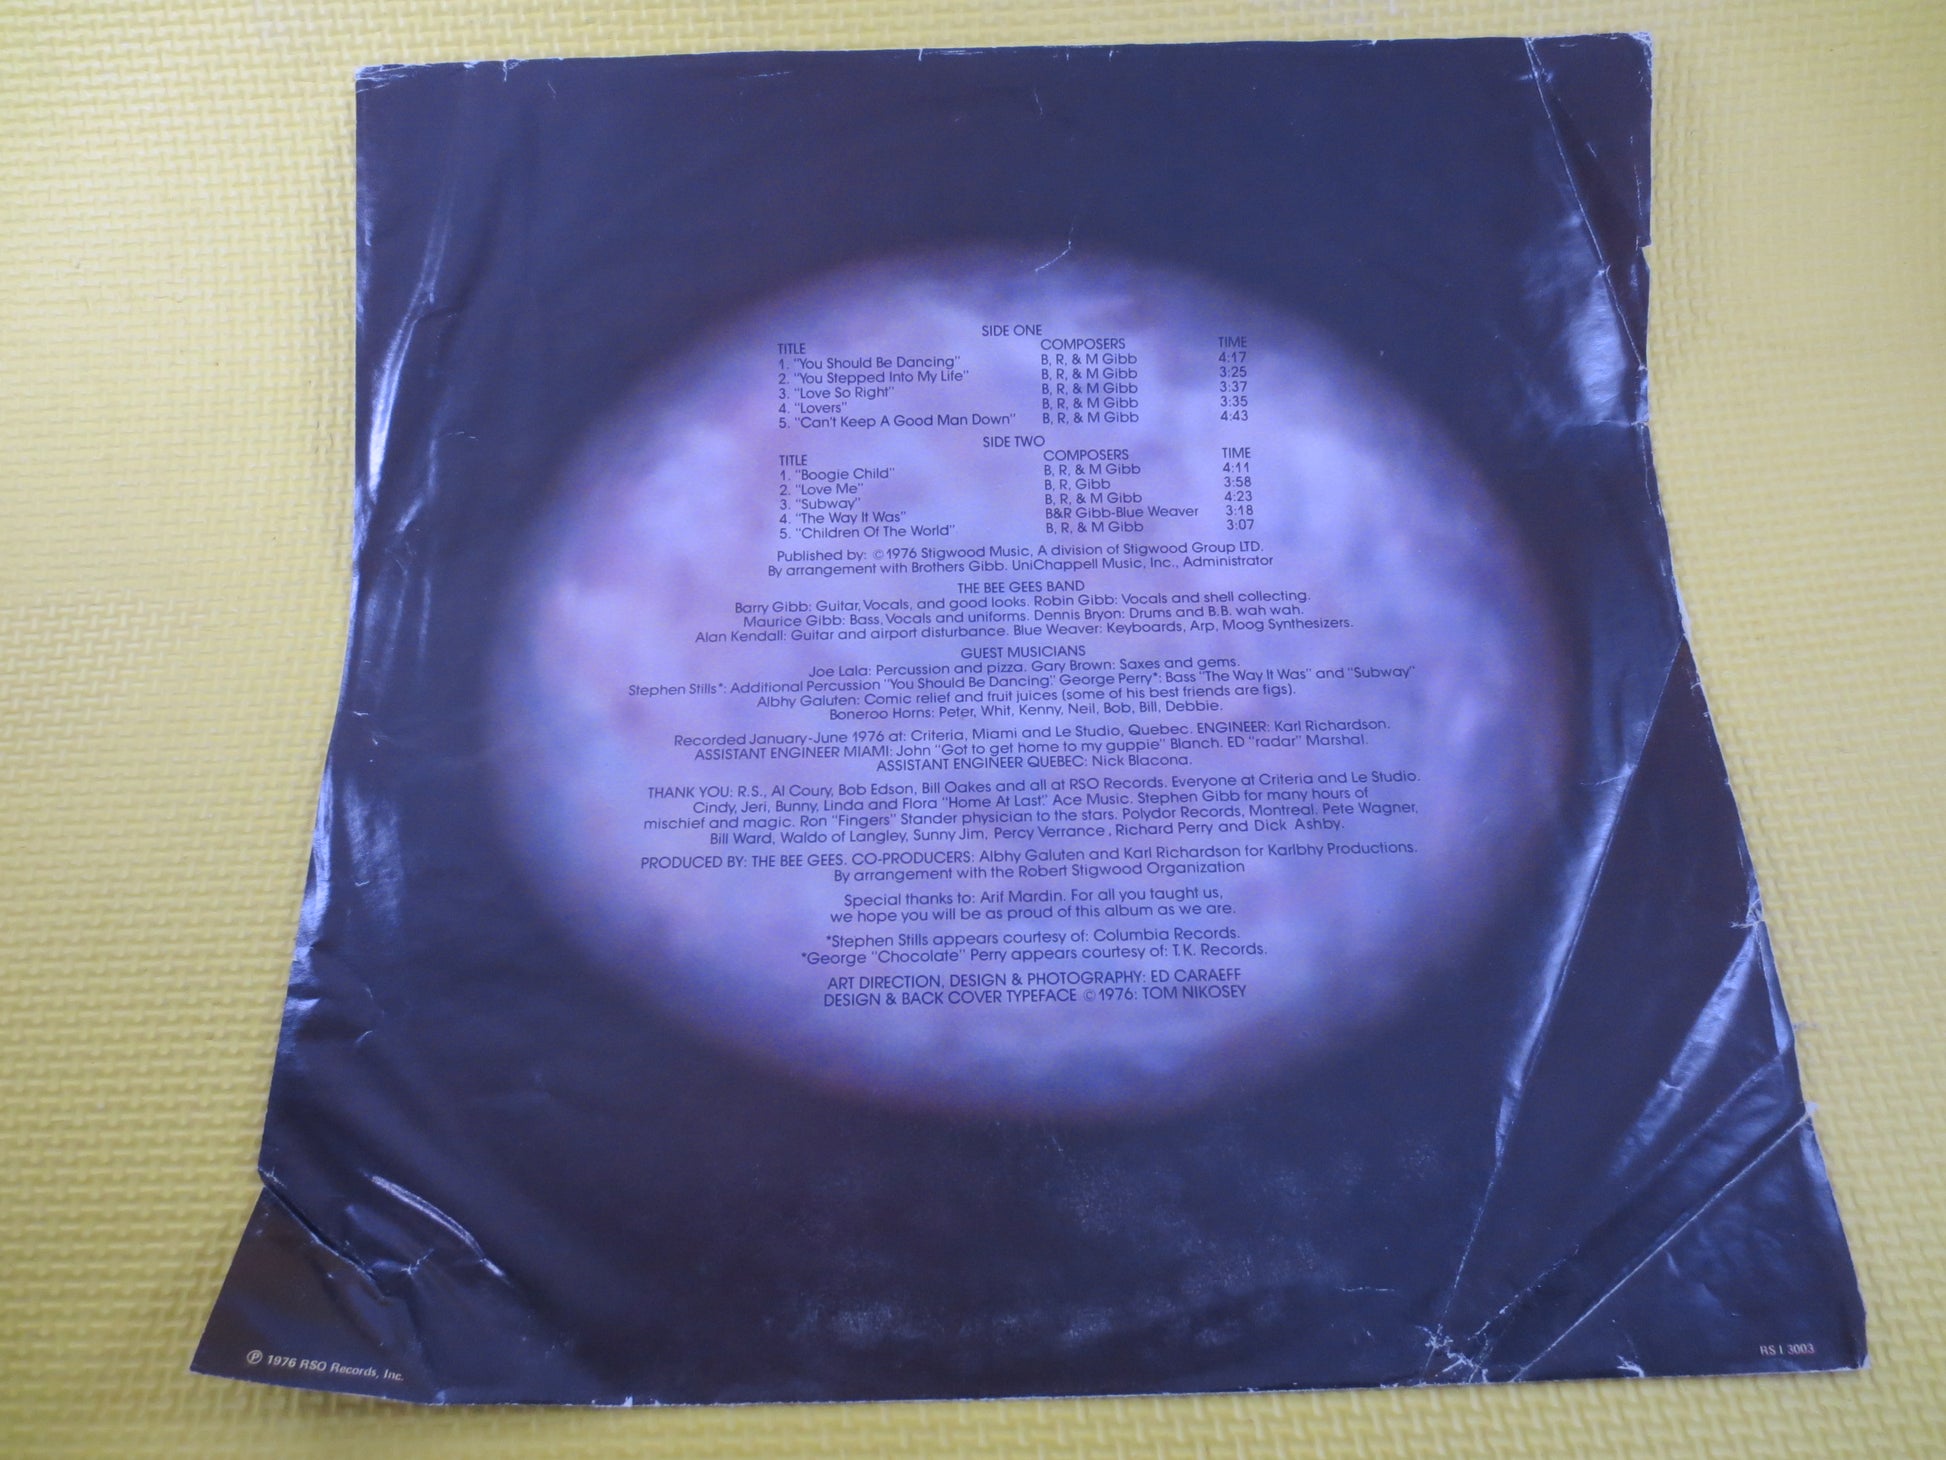 SIDE ONE
TITLE COMPOSERS TIME
1. "You Should Be Dancing" B, R, & M Gibb 4:17
2. "You Stepped Into My Life" B, R, & M Gibb 3:25
3. "Love So Right" B, R, & M Gibb 3:37
4. "Lovers" B, R, & M Gibb 3:35
5. "Can't Keep A Good Man Down" B, R, & M Gibb 4:43
SIDE TWO
TITLE COMPOSERS TIME
1. "Boogie Child" B, R, & M Gibb 4:11
2. "Love Me" B, R, Gibb 3:58
3. "Subway" B, R, & M Gibb 4:23
4. "The Way It Was" B&R Gibb-Blue Weaver 3:18
5. "Children Of The World" B, R, & M Gibb 3:07
Published by: ©1976 Stigwood Music, A division of Stigwood Group LTD.
By arrangement with Brothers Gibb. UniChappell Music, Inc., Administrator
THE BEE GEES BAND
Barry Gibb: Guitar, Vocals, and good looks. Robin Gibb: Vocals and shell collecting.
Maurice Gibb: Bass, Vocals and uniforms. Dennis Bryon: Drums and B.B. wah wah.
Alan Kendall: Guitar and airport disturbance. Blue Weaver: Keyboards, Arp, Moog Synthesizers.
GUEST MUSICIANS
Joe Lala: Percussion and pizza. Gary Brown: Saxes and gems.
Stephen Stills*: Additional Percussion "You Should Be Dancing." George Perry*: Bass "The Way It Was" and "Subway"
Albhy Galuten: Comic relief and fruit juices (some of his best friends are figs).
Boneroo Horns: Peter, Whit, Kenny, Neil, Bob, Bill, Debbie.
Recorded January-June 1976 at: Criteria, Miami and Le Studio, Quebec. ENGINEER: Karl Richardson.
ASSISTANT ENGINEER MIAMI: John "Got to get home to my guppie" Blanch. ED "radar" Marshal.
ASSISTANT ENGINEER QUEBEC: Nick Blacona.
THANK YOU: R.S., Al Coury, Bob Edson, Bill Oakes and all at RSO Records. Everyone at Criteria and Le Studio.
Cindy, Jeri, Bunny, Linda and Flora "Home At Last." Ace Music. Stephen Gibb for many hours of
mischief and magic. Ron "Fingers" Stander physician to the stars. Polydor Records, Montreal. Pete Wagner,
Bill Ward, Waldo of Langley, Sunny Jim, Percy Verrance, Richard Perry and Dick Ashby.
PRODUCED BY: THE BEE GEES. CO-PRODUCERS: Albhy Galuten and Karl Richardson for Karlbhy Productions.
By arrangement with the Robert Stigwood Organization
Special thanks to: Arif Mardin. For all you taught us,
we hope you will be as proud of this album as we are.
*Stephen Stills appears courtesy of: Columbia Records.
*George "Chocolate" Perry appears courtesy of: T.K. Records.
ART DIRECTION, DESIGN & PHOTOGRAPHY: ED CARAEFF
DESIGN & BACK COVER TYPEFACE ©1976: TOM NIKOSEY
℗ 1976 RSO Records, Inc.
RS 1 3003